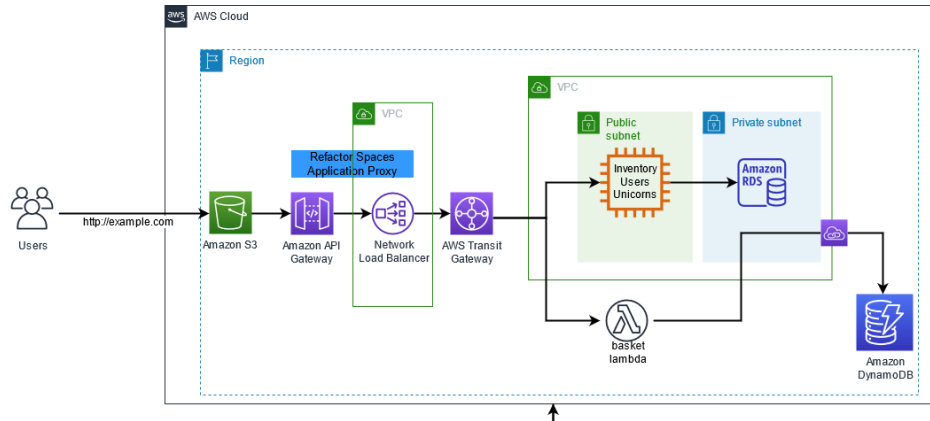 aws
AWS Cloud
Region
VPC
VPC
Public
subnet
Private subnet
Refactor Spaces
Application Proxy
Inventory
Users
Unicorns
Amazon
RDS
http://example.com
Users
Amazon S3
Amazon API
Gateway
Network
Load Balancer
AWS Transit
Gateway
basket
lambda
Amazon
DynamoDB